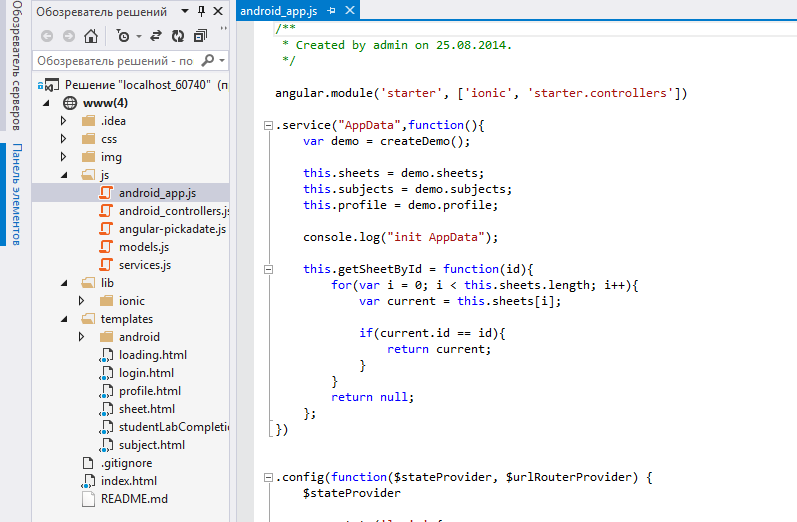 Обозреватель серверов
Панель элементов
Обозреватель решений
Обозреватель решений - по
Решение "localhost_60740" (п
www(4)
.idea
css
img
js
android_app.js
android_controllers.js
angular-pickadate.js
models.js
services.js
lib
ionic
templates
android
loading.html
login.html
profile.html
sheet.html
studentLabCompleti
subject.html
.gitignore
index.html
README.md
android_app.js
/**
 * Created by admin on 25.08.2014.
 */
angular.module('starter', ['ionic', 'starter.controllers'])
.service("AppData",function(){
    var demo = createDemo();
    this.sheets = demo.sheets;
    this.subjects = demo.subjects;
    this.profile = demo.profile;
    console.log("init AppData");
    this.getSheetById = function(id){
        for(var i = 0; i < this.sheets.length; i++){
            var current = this.sheets[i];
            if(current.id == id){
                return current;
            }
        }
        return null;
    };
})
.config(function($stateProvider, $urlRouterProvider) {
    $stateProvider